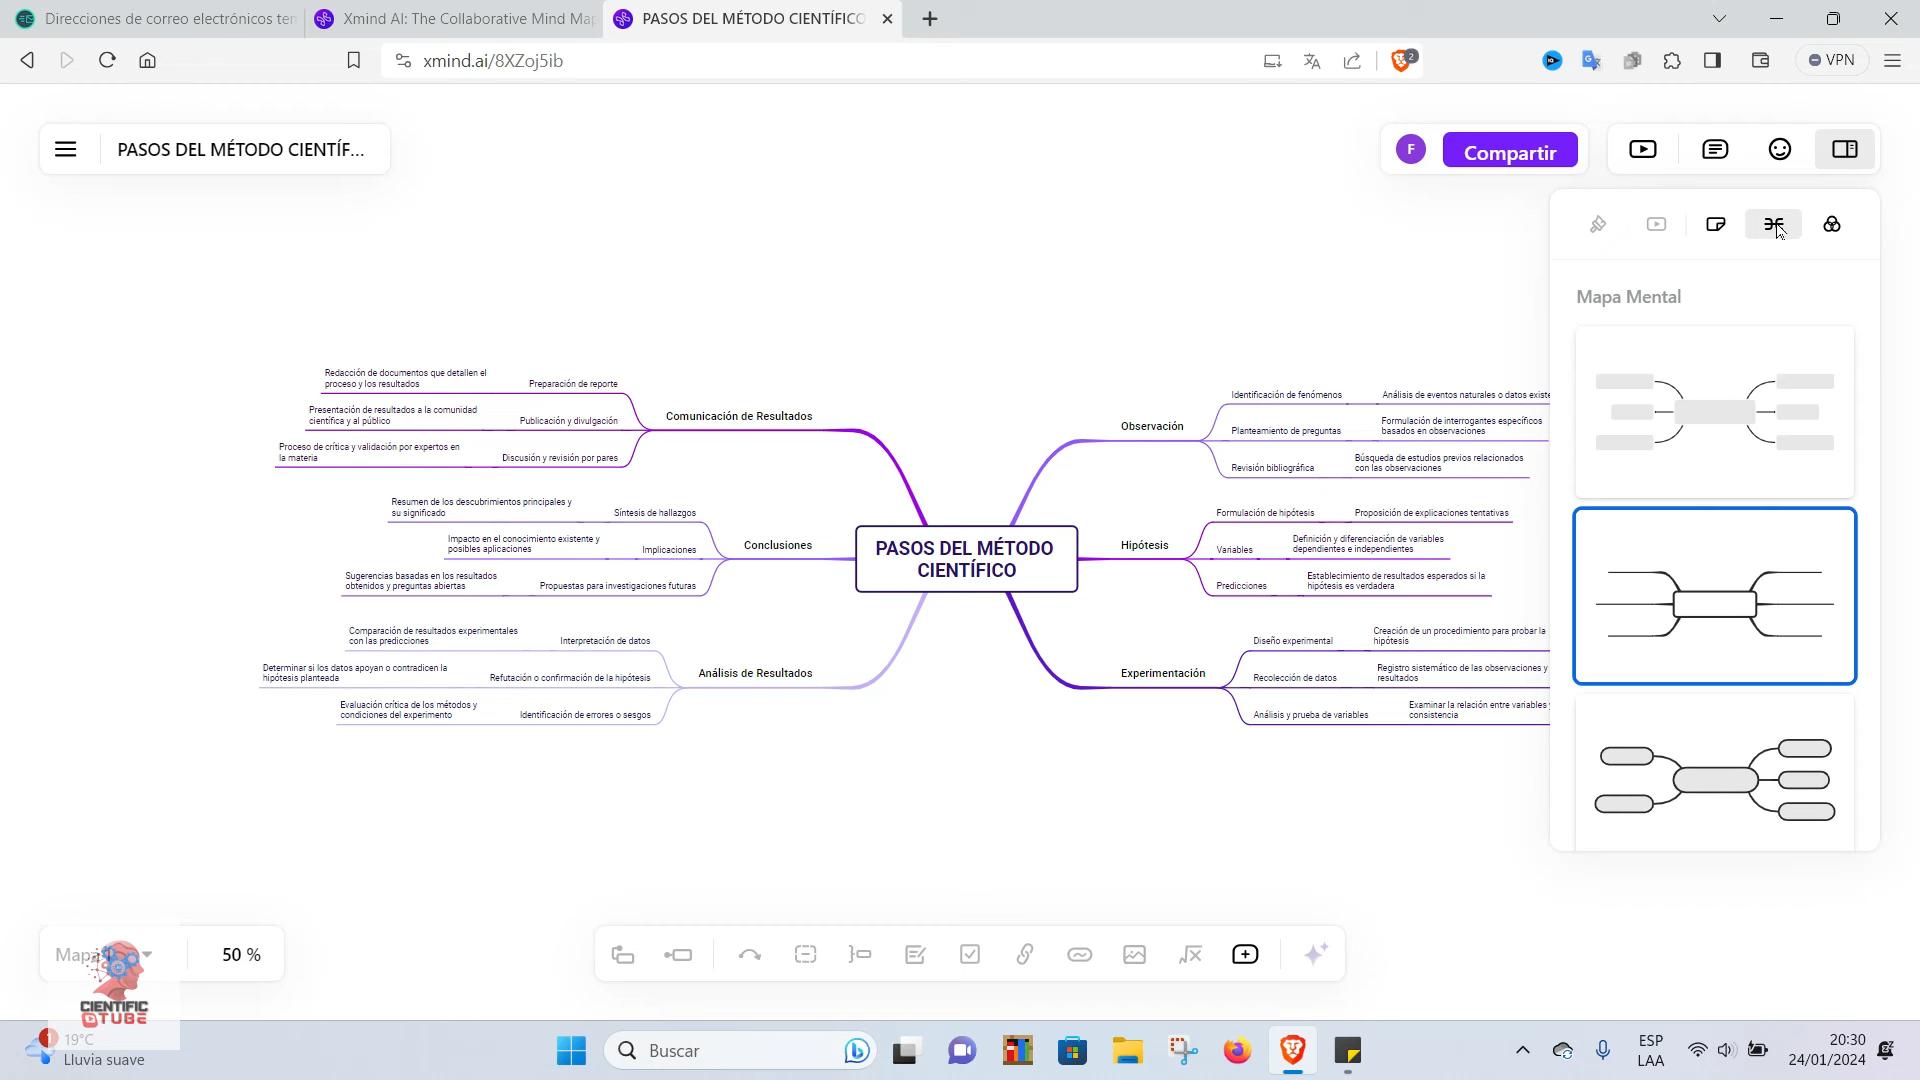 Direcciones de correo electrónicos ten
Xmind AI: The Collaborative Mind Map
PASOS DEL MÉTODO CIENTÍFICO
xmind.ai/8XZoj5ib
2
VPN
PASOS DEL MÉTODO CIENTÍF...
F
Compartir
Mapa Mental
Redacción de documentos que detallen el
proceso y los resultados
Preparación de reporte
Presentación de resultados a la comunidad
científica y al público
Publicación y divulgación
Proceso de crítica y validación por expertos en
la materia
Discusión y revisión por pares
Comunicación de Resultados
Resumen de los descubrimientos principales y
su significado
Síntesis de hallazgos
Impacto en el conocimiento existente y
posibles aplicaciones
Implicaciones
Sugerencias basadas en los resultados
obtenidos y preguntas abiertas
Propuestas para investigaciones futuras
Conclusiones
Comparación de resultados experimentales
con las predicciones
Interpretación de datos
Determinar si los datos apoyan o contradicen la
hipótesis planteada
Refutación o confirmación de la hipótesis
Evaluación crítica de los métodos y
condiciones del experimento
Identificación de errores o sesgos
Análisis de Resultados
PASOS DEL MÉTODO
CIENTÍFICO
Observación
Identificación de fenómenos
Análisis de eventos naturales o datos existe
Planteamiento de preguntas
Formulación de interrogantes específicos
basados en observaciones
Revisión bibliográfica
Búsqueda de estudios previos relacionados
con las observaciones
Hipótesis
Formulación de hipótesis
Proposición de explicaciones tentativas
Variables
Definición y diferenciación de variables
dependientes e independientes
Predicciones
Establecimiento de resultados esperados si la
hipótesis es verdadera
Experimentación
Diseño experimental
Creación de un procedimiento para probar la
hipótesis
Recolección de datos
Registro sistemático de las observaciones y
resultados
Análisis y prueba de variables
Examinar la relación entre variables y
consistencia
50 %
CIENTIFIC
TUBE
1
19°C
Lluvia suave
Buscar
ESP
LAA
20:30
24/01/2024